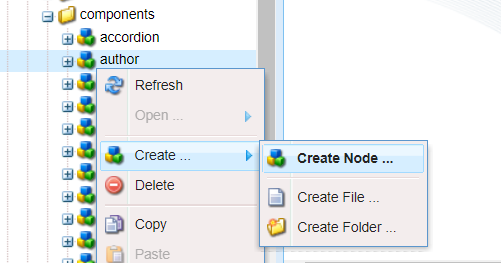 components
accordion
author
Refresh
Open ...
Create ...
Create Node ...
Delete
Create File ...
Copy
Create Folder ...
Paste